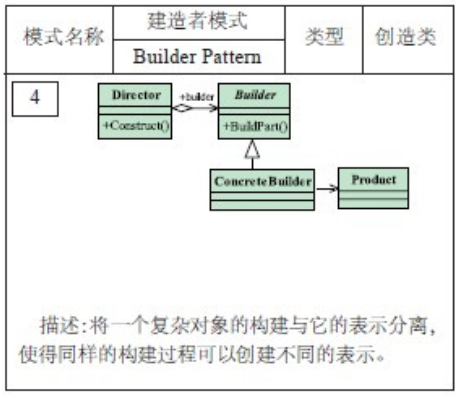 模式名称
建造者模式
Builder Pattern
类型
创造类
4
Director
+Construct()
+builder
Builder
+BuildPart()
ConcreteBuilder
Product
描述:将一个复杂对象的构建与它的表示分离,
使得同样的构建过程可以创建不同的表示。